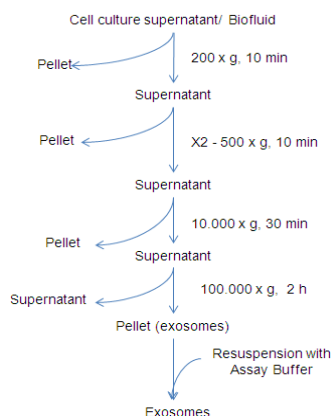 Cell culture supernatant/ Biofluid
200 x g, 10 min
Pellet
Supernatant
X2 - 500 x g, 10 min
Pellet
Supernatant
10.000 x g, 30 min
Pellet
Supernatant
100.000 x g, 2 h
Supernatant
Pellet (exosomes)
Resuspension with
Assay Buffer
Exosomes